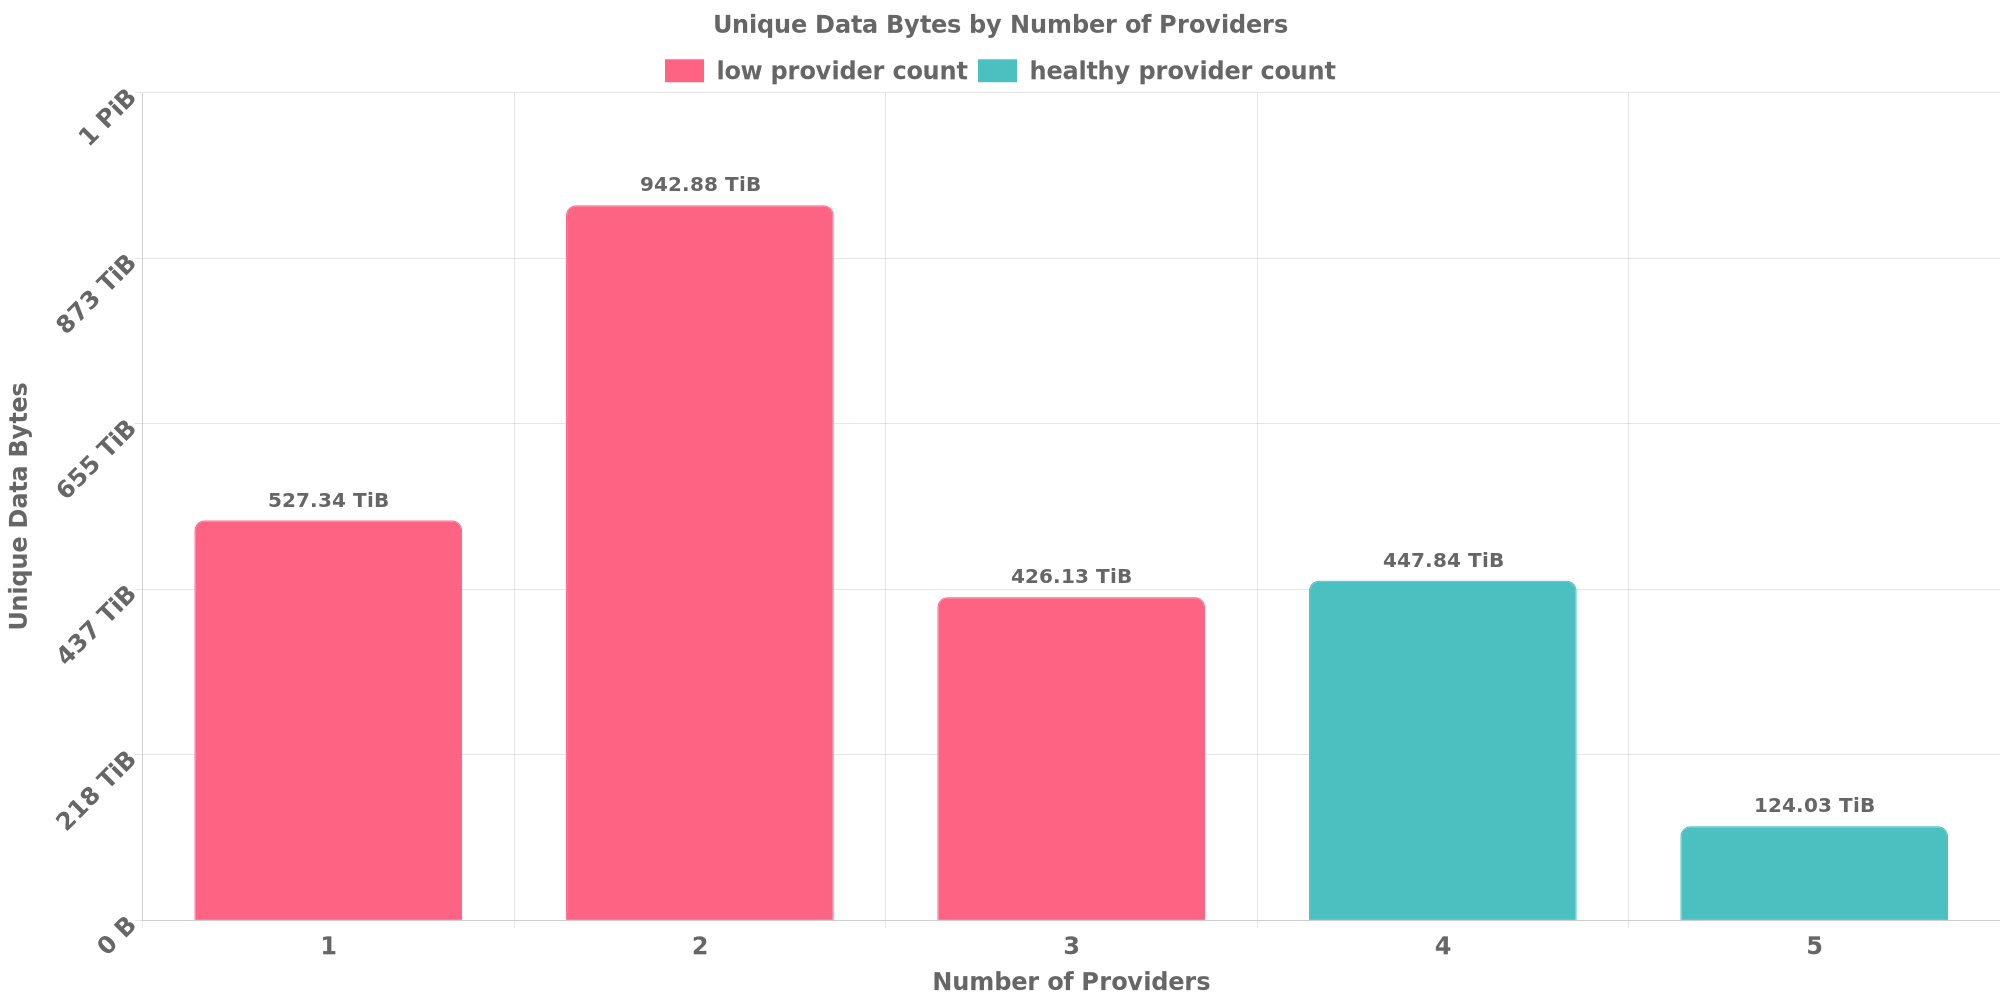 Unique Data Bytes by Number of Providers
low provider count
healthy provider count
1 PiB
873 TiB
655 TiB
437 TiB
218 TiB
0 B
Unique Data Bytes
527.34 TiB
942.88 TiB
426.13 TiB
447.84 TiB
124.03 TiB
1
2
3
4
5
Number of Providers